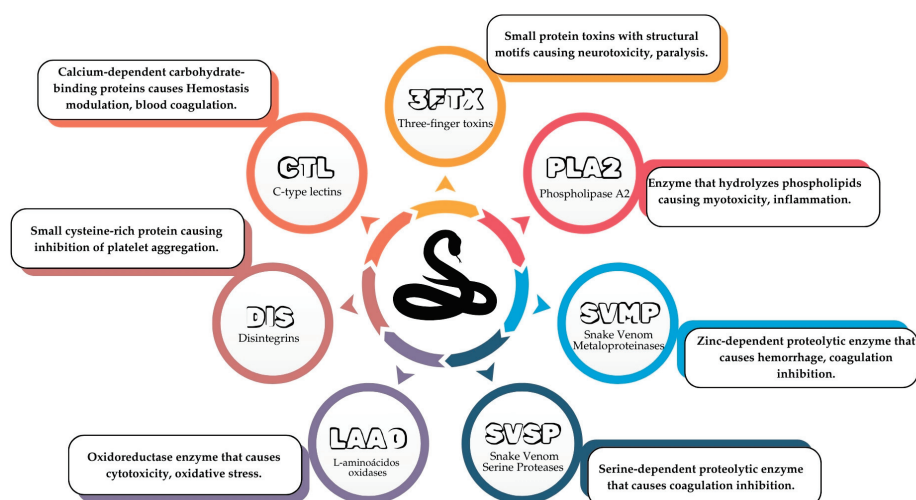 Small protein toxins with structural
motifs causing neurotoxicity, paralysis.
3FTX
Three-finger toxins
Calcium-dependent carbohydrate-
binding proteins causes Hemostasis
modulation, blood coagulation.
CTL
C-type lectins
PLA2
Phospholipase A2
Enzyme that hydrolyzes phospholipids
causing myotoxicity, inflammation.
Small cysteine-rich protein causing
inhibition of platelet aggregation.
DIS
Disintegrins
SVMP
Snake Venom
Metaloproteinases
Zinc-dependent proteolytic enzyme that
causes hemorrhage, coagulation
inhibition.
LAAO
L-aminoácidos
oxidases
Oxidoreductase enzyme that causes
cytotoxicity, oxidative stress.
SVSP
Snake Venom
Serine Proteases
Serine-dependent proteolytic enzyme
that causes coagulation inhibition.